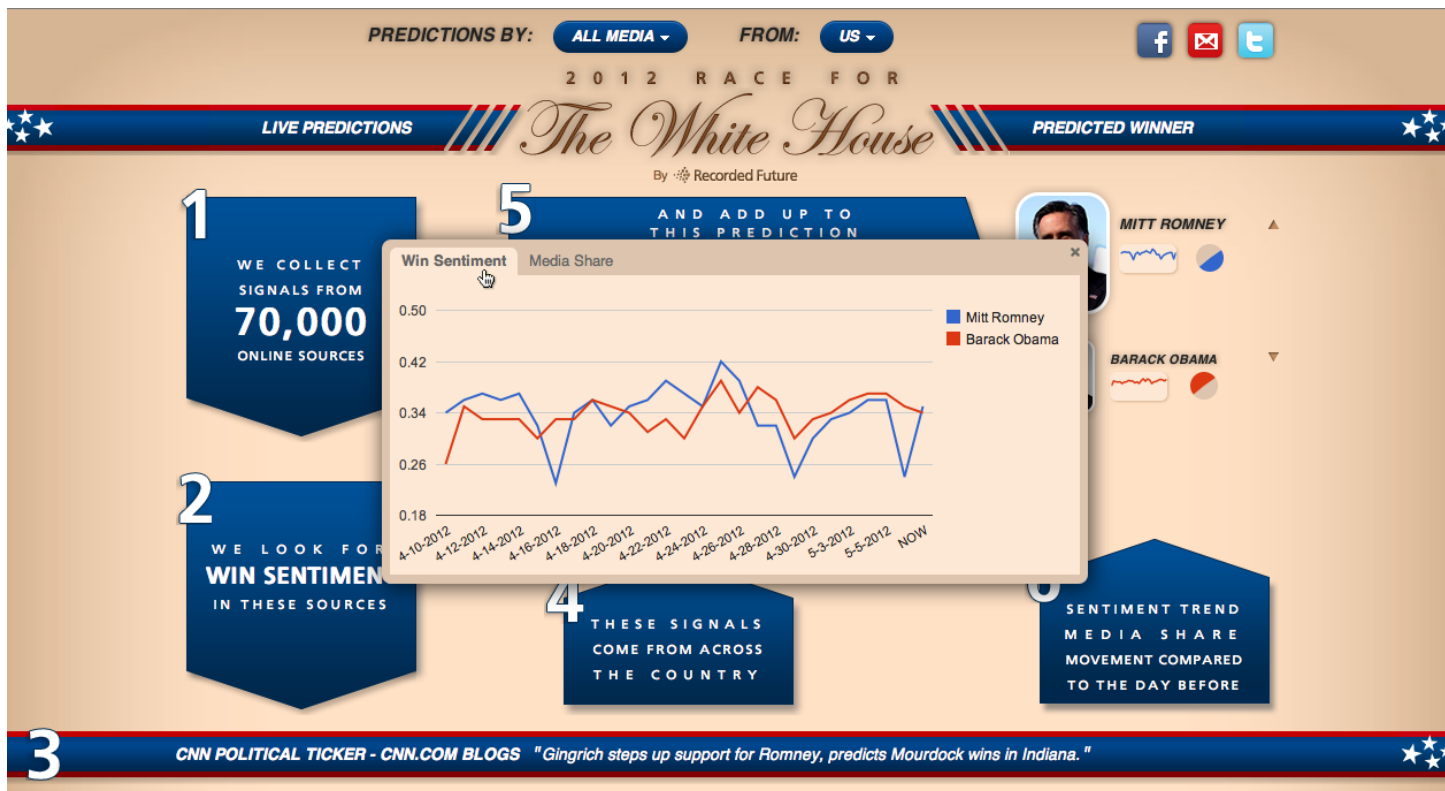 PREDICTIONS BY: ALL MEDIA FROM: US
2012 RACE FOR
The White House
LIVE PREDICTIONS
PREDICTED WINNER
By Recorded Future
1
WE COLLECT
SIGNALS FROM
70,000
ONLINE SOURCES
5
AND ADD UP TO
THIS PREDICTION
MITT ROMNEY
BARACK OBAMA
Win Sentiment Media Share ×
0.50
0.42
0.34
0.26
0.18
Mitt Romney
Barack Obama
4-10-2012
4-12-2012
4-14-2012
4-16-2012
4-18-2012
4-20-2012
4-22-2012
4-24-2012
4-26-2012
4-28-2012
4-30-2012
5-3-2012
5-5-2012
NOW
2
WE LOOK FOR
WIN SENTIMEN
IN THESE SOURCES
4
THESE SIGNALS
COME FROM ACROSS
THE COUNTRY
SENTIMENT TREND
MEDIA SHARE
MOVEMENT COMPARED
TO THE DAY BEFORE
3
CNN POLITICAL TICKER - CNN.COM BLOGS "Gingrich steps up support for Romney, predicts Mourdock wins in Indiana."